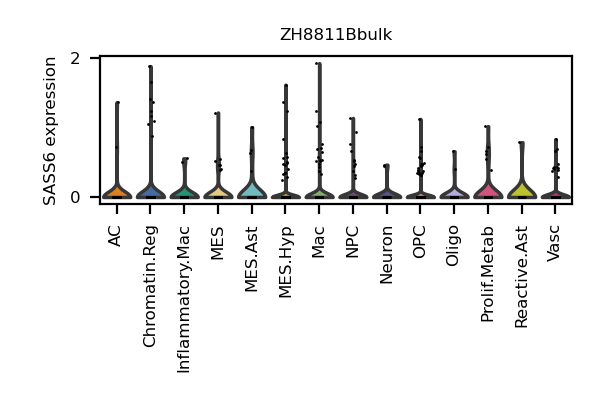 ZH8811Bbulk
SASS6 expression
2
0
AC
Chromatin.Reg
Inflammatory.Mac
MES
MES.Ast
MES.Hyp
Mac
NPC
Neuron
OPC
Oligo
Prolif.Metab
Reactive.Ast
Vasc